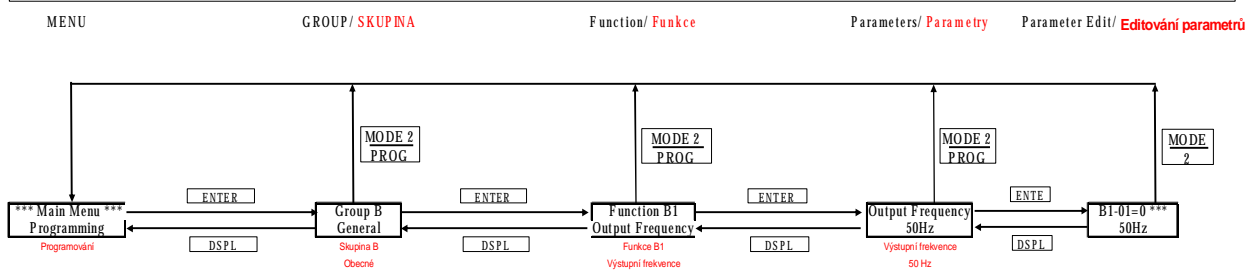 MENU GROUP/ SKUPINA Function/ Funkce Parameters/ Parametry Parameter Edit/ Editování parametrů
MODE 2 MODE 2 MODE 2 MODE
PROG PROG PROG 2
ENTER ENTER ENTER ENTE
*** Main Menu *** Group B Function B1 Output Frequency B1-01=0 ***
Programming General Output Frequency 50Hz 50Hz
DSPL DSPL DSPL DSPL
Programování Skupina B Funkce B1 Výstupní frekvence
Obecné Výstupní frekvence 50 Hz